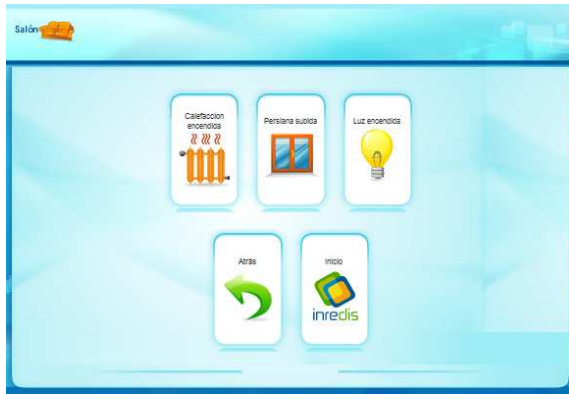 Salón
Calefaccion
encendida
Persiana subida
Luz encendida
Atrás
Inicio
inredis